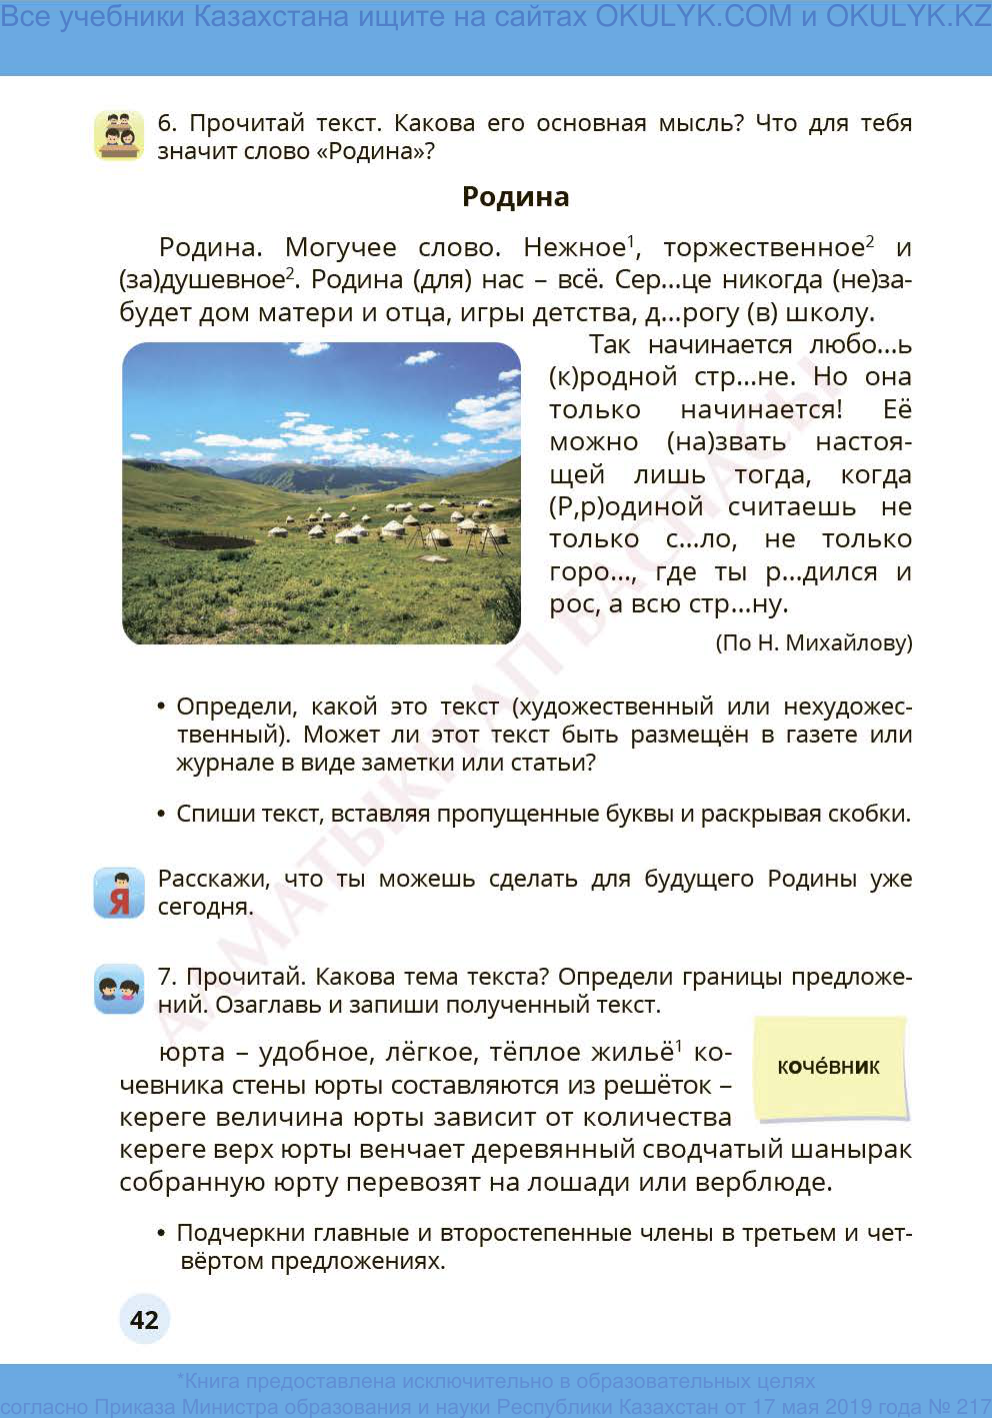 Все учебники Казахстана ищите на сайтах OKULYK.COM и OKULYK.KZ
6. Прочитай текст. Какова его основная мысль? Что для тебя
значит слово «Родина»?
Родина
Родина. Могучее слово. Нежное¹, торжественное² и
(за)душевное². Родина (для) нас – всё. Сер...це никогда (не)за-
будет дом матери и отца, игры детства, д...рогу (в) школу.
Так начинается любо...ь
(к)родной стр...не. Но она
только начинается! Её
можно (на)звать настоя-
щей лишь тогда, когда
(Р,р)одиной считаешь не
только с...ло, не только
горо..., где ты р...дился и
рос, а всю стр...ну.
(По Н. Михайлову)
• Определи, какой это текст (художественный или нехудожес-
твенный). Может ли этот текст быть размещён в газете или
журнале в виде заметки или статьи?
• Спиши текст, вставляя пропущенные буквы и раскрывая скобки.
Я
Расскажи, что ты можешь сделать для будущего Родины уже
сегодня.
7. Прочитай. Какова тема текста? Определи границы предложе-
ний. Озаглавь и запиши полученный текст.
юрта – удобное, лёгкое, тёплое жильё¹ ко-
чевника стены юрты составляются из решёток –
кереге величина юрты зависит от количества
кереге верх юрты венчает деревянный сводчатый шанырак
собранную юрту перевозят на лошади или верблюде.
коче́вник
• Подчеркни главные и второстепенные члены в третьем и чет-
вёртом предложениях.
42
АЛМАТЫКІТАП БАСПАСЫ
*Книга предоставлена исключительно в образовательных целях
согласно Приказа Министра образования и науки Республики Казахстан от 17 мая 2019 года № 217